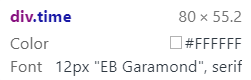 div.time 80 × 55.2
Color #FFFFFF
Font 12px "EB Garamond", serif